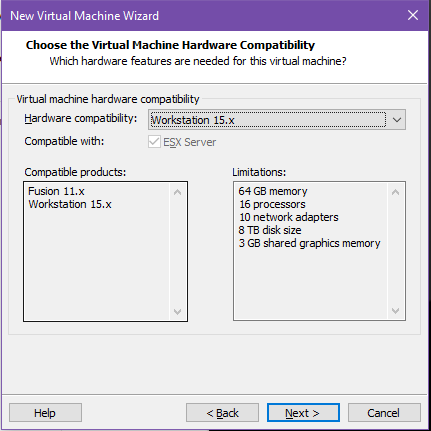 New Virtual Machine Wizard
Choose the Virtual Machine Hardware Compatibility
Which hardware features are needed for this virtual machine?
Virtual machine hardware compatibility
Hardware compatibility: Workstation 15.x
Compatible with: ESX Server
Compatible products:
Fusion 11.x
Workstation 15.x
Limitations:
64 GB memory
16 processors
10 network adapters
8 TB disk size
3 GB shared graphics memory
Help < Back Next > Cancel